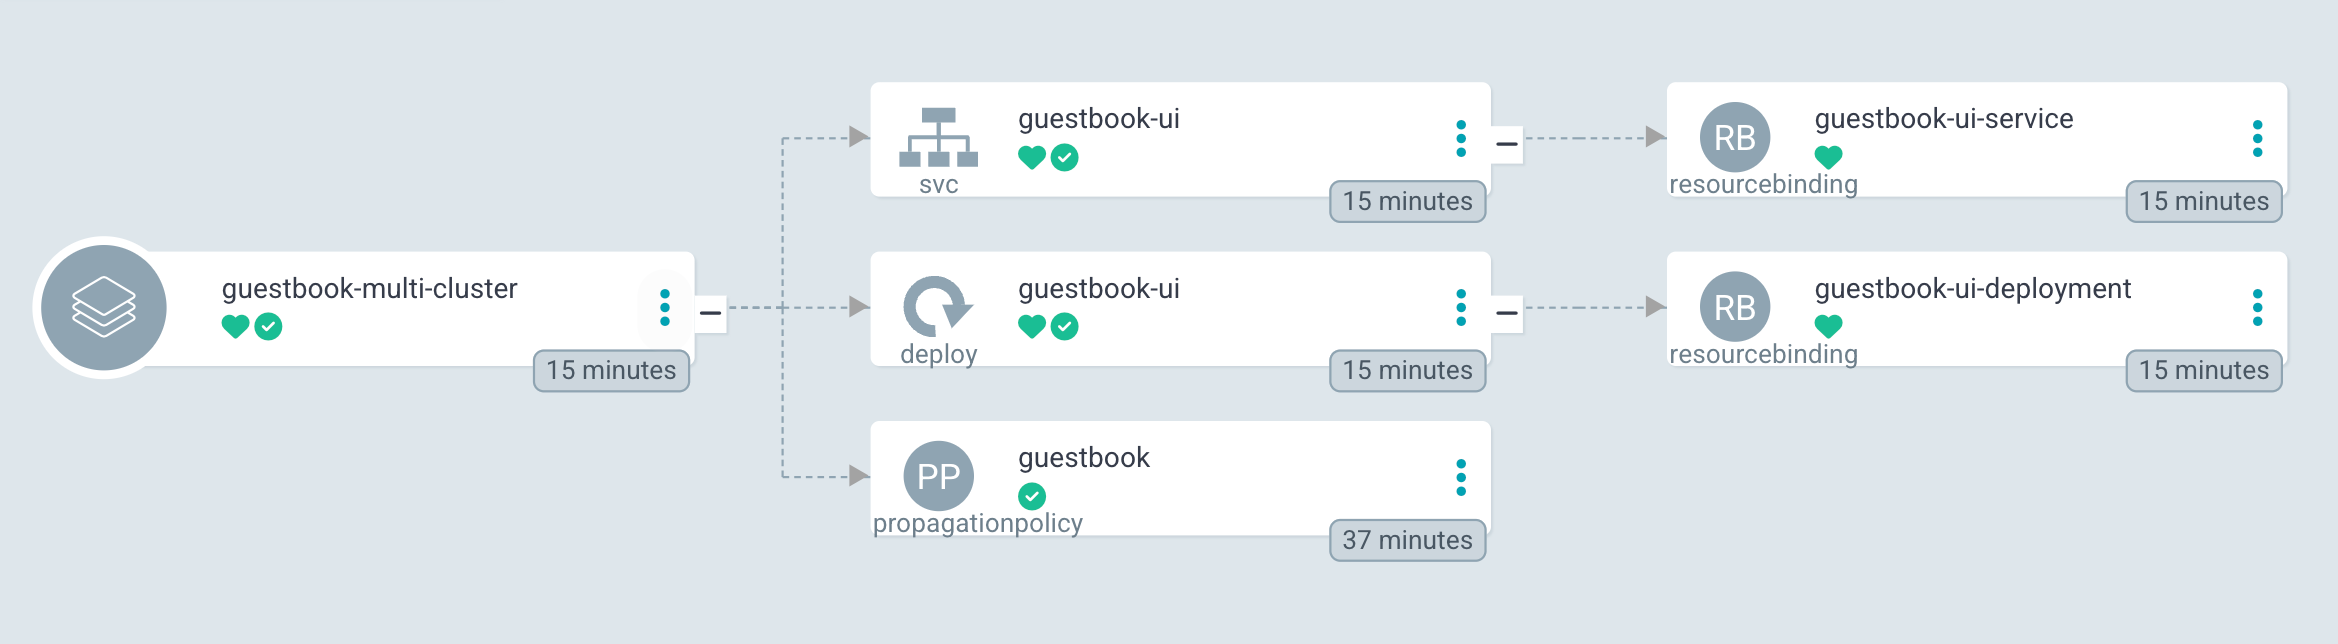 guestbook-multi-cluster
15 minutes
guestbook-ui
svc
15 minutes
guestbook-ui
deploy
15 minutes
PP
guestbook
propagationpolicy
37 minutes
RB
guestbook-ui-service
resourcebinding
15 minutes
RB
guestbook-ui-deployment
resourcebinding
15 minutes